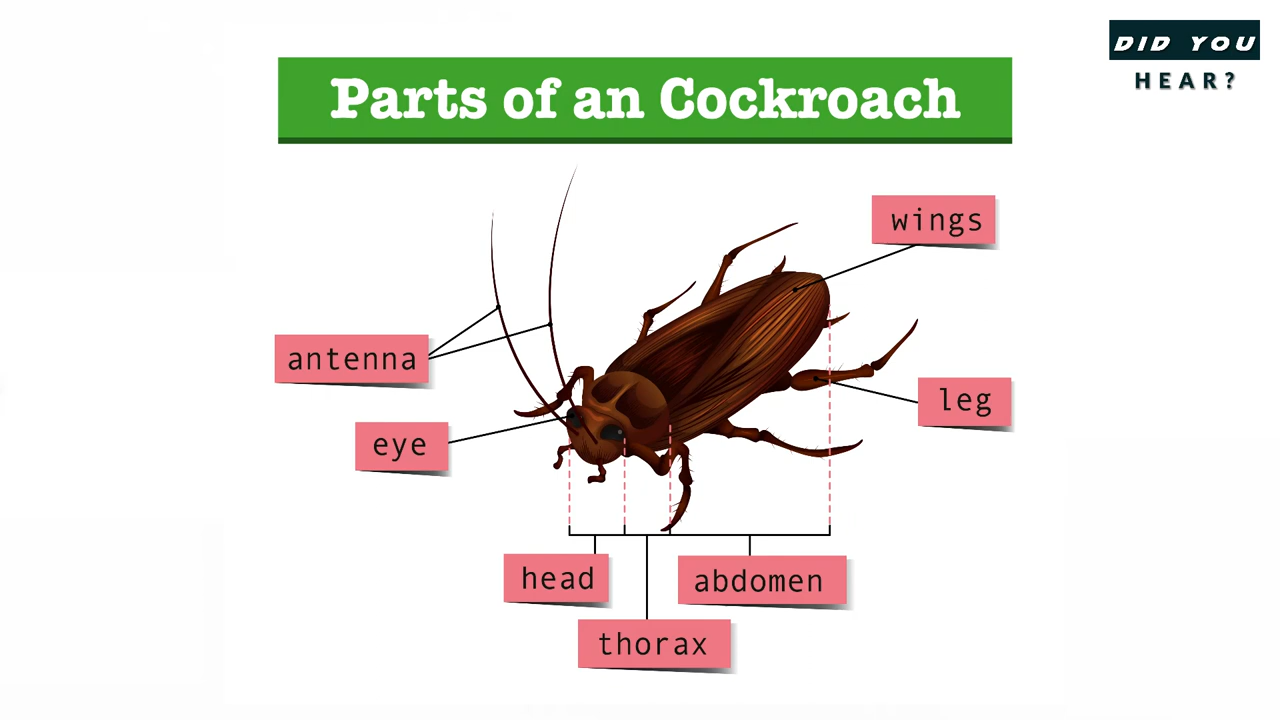 DID YOU
HEAR?
Parts of an Cockroach
wings
antenna
leg
eye
head
abdomen
thorax